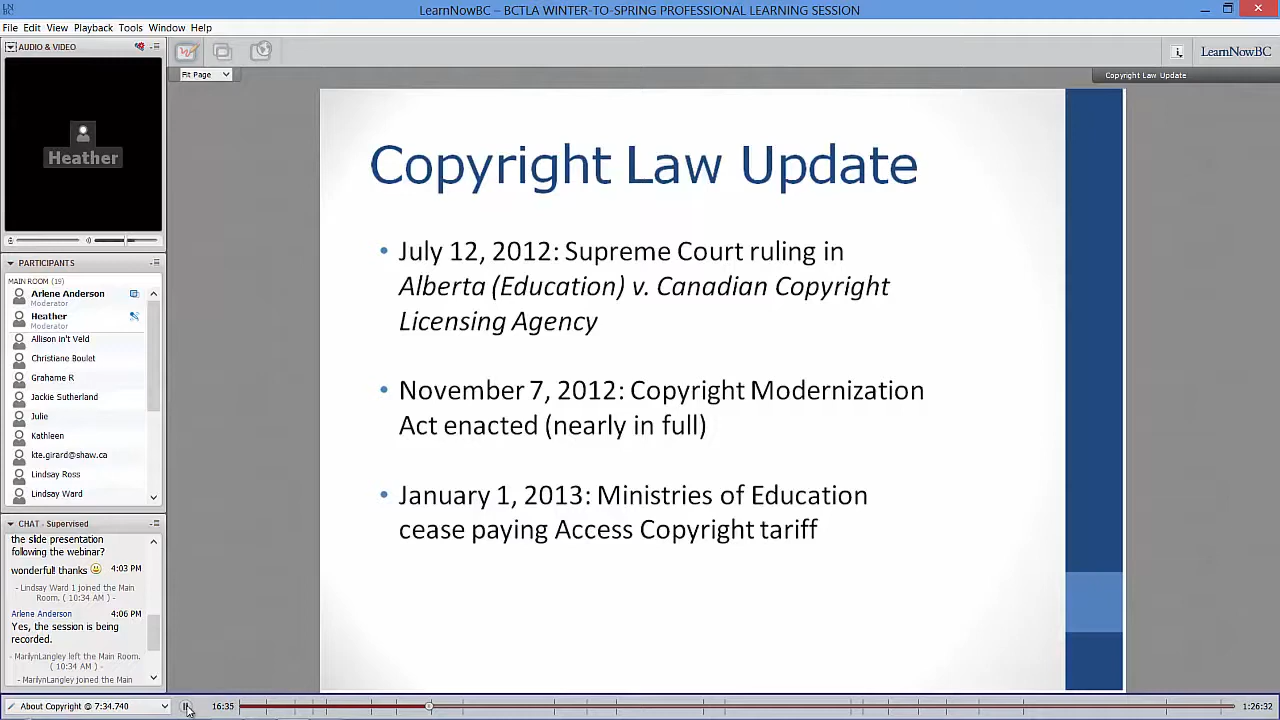 LN
BC
LearnNowBC – BCTLA WINTER-TO-SPRING PROFESSIONAL LEARNING SESSION
File Edit View Playback Tools Window Help
AUDIO & VIDEO
LearnNowBC
Fit Page
Copyright Law Update
Heather
PARTICIPANTS
MAIN ROOM (19)
Arlene Anderson
Moderator
Heather
Moderator
Allison in't Veld
Christiane Boulet
Grahame R
Jackie Sutherland
Julie
Kathleen
kte.girard@shaw.ca
Lindsay Ross
Lindsay Ward
CHAT - Supervised
the slide presentation
following the webinar?
wonderful! thanks 4:03 PM
- Lindsay Ward 1 joined the Main
Room. ( 10:34 AM ) -
Arlene Anderson 4:06 PM
Yes, the session is being
recorded.
- MarilynLangley left the Main Room.
( 10:34 AM ) -
- MarilynLangley joined the Main
Copyright Law Update
• July 12, 2012: Supreme Court ruling in
Alberta (Education) v. Canadian Copyright
Licensing Agency
• November 7, 2012: Copyright Modernization
Act enacted (nearly in full)
• January 1, 2013: Ministries of Education
cease paying Access Copyright tariff
About Copyright @ 7:34.740
16:35
1:26:32